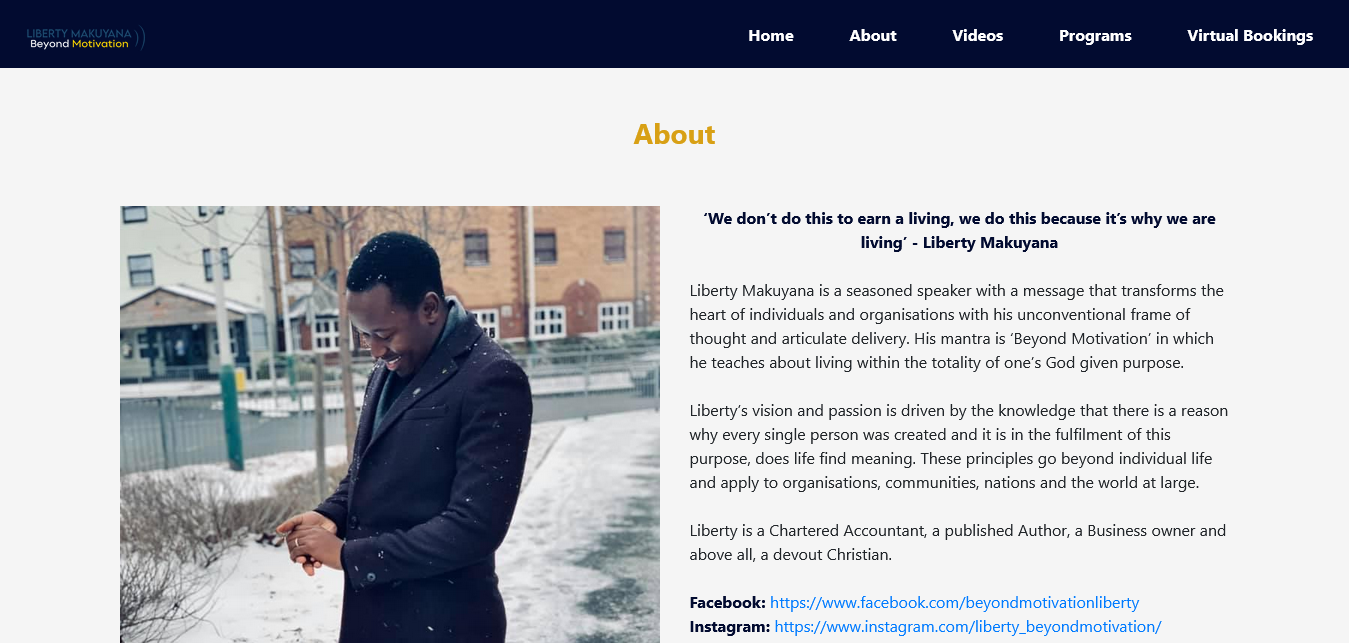 LIBERTY MAKUYANA
Beyond Motivation
Home
About
Videos
Programs
Virtual Bookings
About
‘We don’t do this to earn a living, we do this because it’s why we are
living’ - Liberty Makuyana
Liberty Makuyana is a seasoned speaker with a message that transforms the
heart of individuals and organisations with his unconventional frame of
thought and articulate delivery. His mantra is ‘Beyond Motivation’ in which
he teaches about living within the totality of one’s God given purpose.
Liberty’s vision and passion is driven by the knowledge that there is a reason
why every single person was created and it is in the fulfilment of this
purpose, does life find meaning. These principles go beyond individual life
and apply to organisations, communities, nations and the world at large.
Liberty is a Chartered Accountant, a published Author, a Business owner and
above all, a devout Christian.
Facebook: https://www.facebook.com/beyondmotivationliberty
Instagram: https://www.instagram.com/liberty_beyondmotivation/